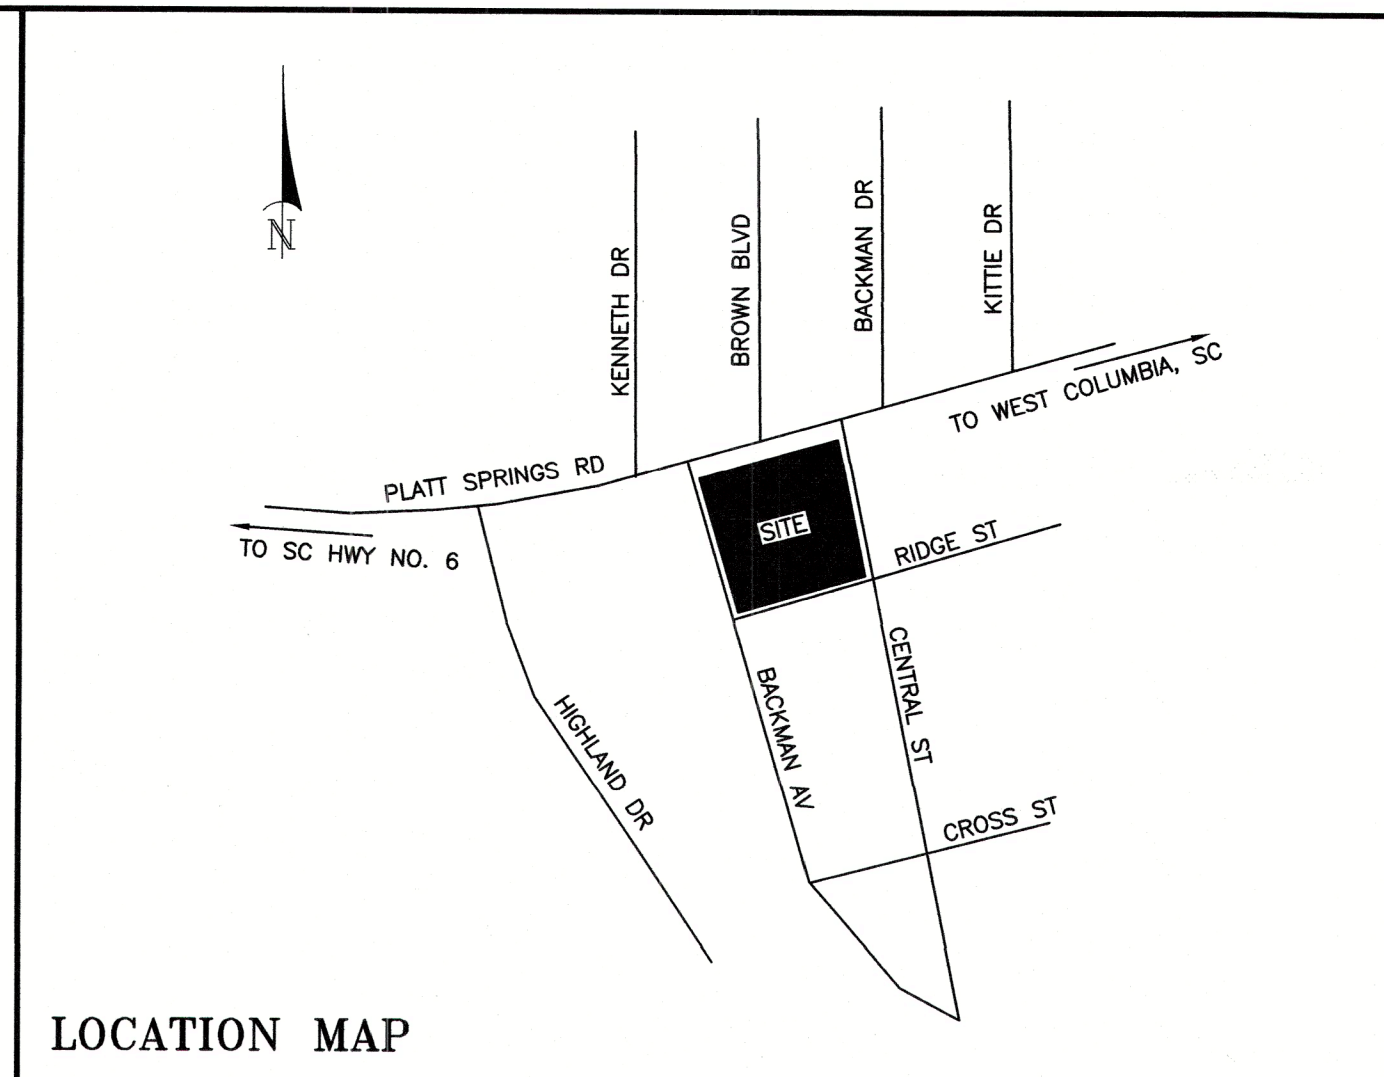 N
KENNETH DR
BROWN BLVD
BACKMAN DR
KITTIE DR
TO WEST COLUMBIA, SC
PLATT SPRINGS RD
TO SC HWY NO. 6
SITE
RIDGE ST
CENTRAL ST
BACKMAN AV
HIGHLAND DR
CROSS ST
LOCATION MAP